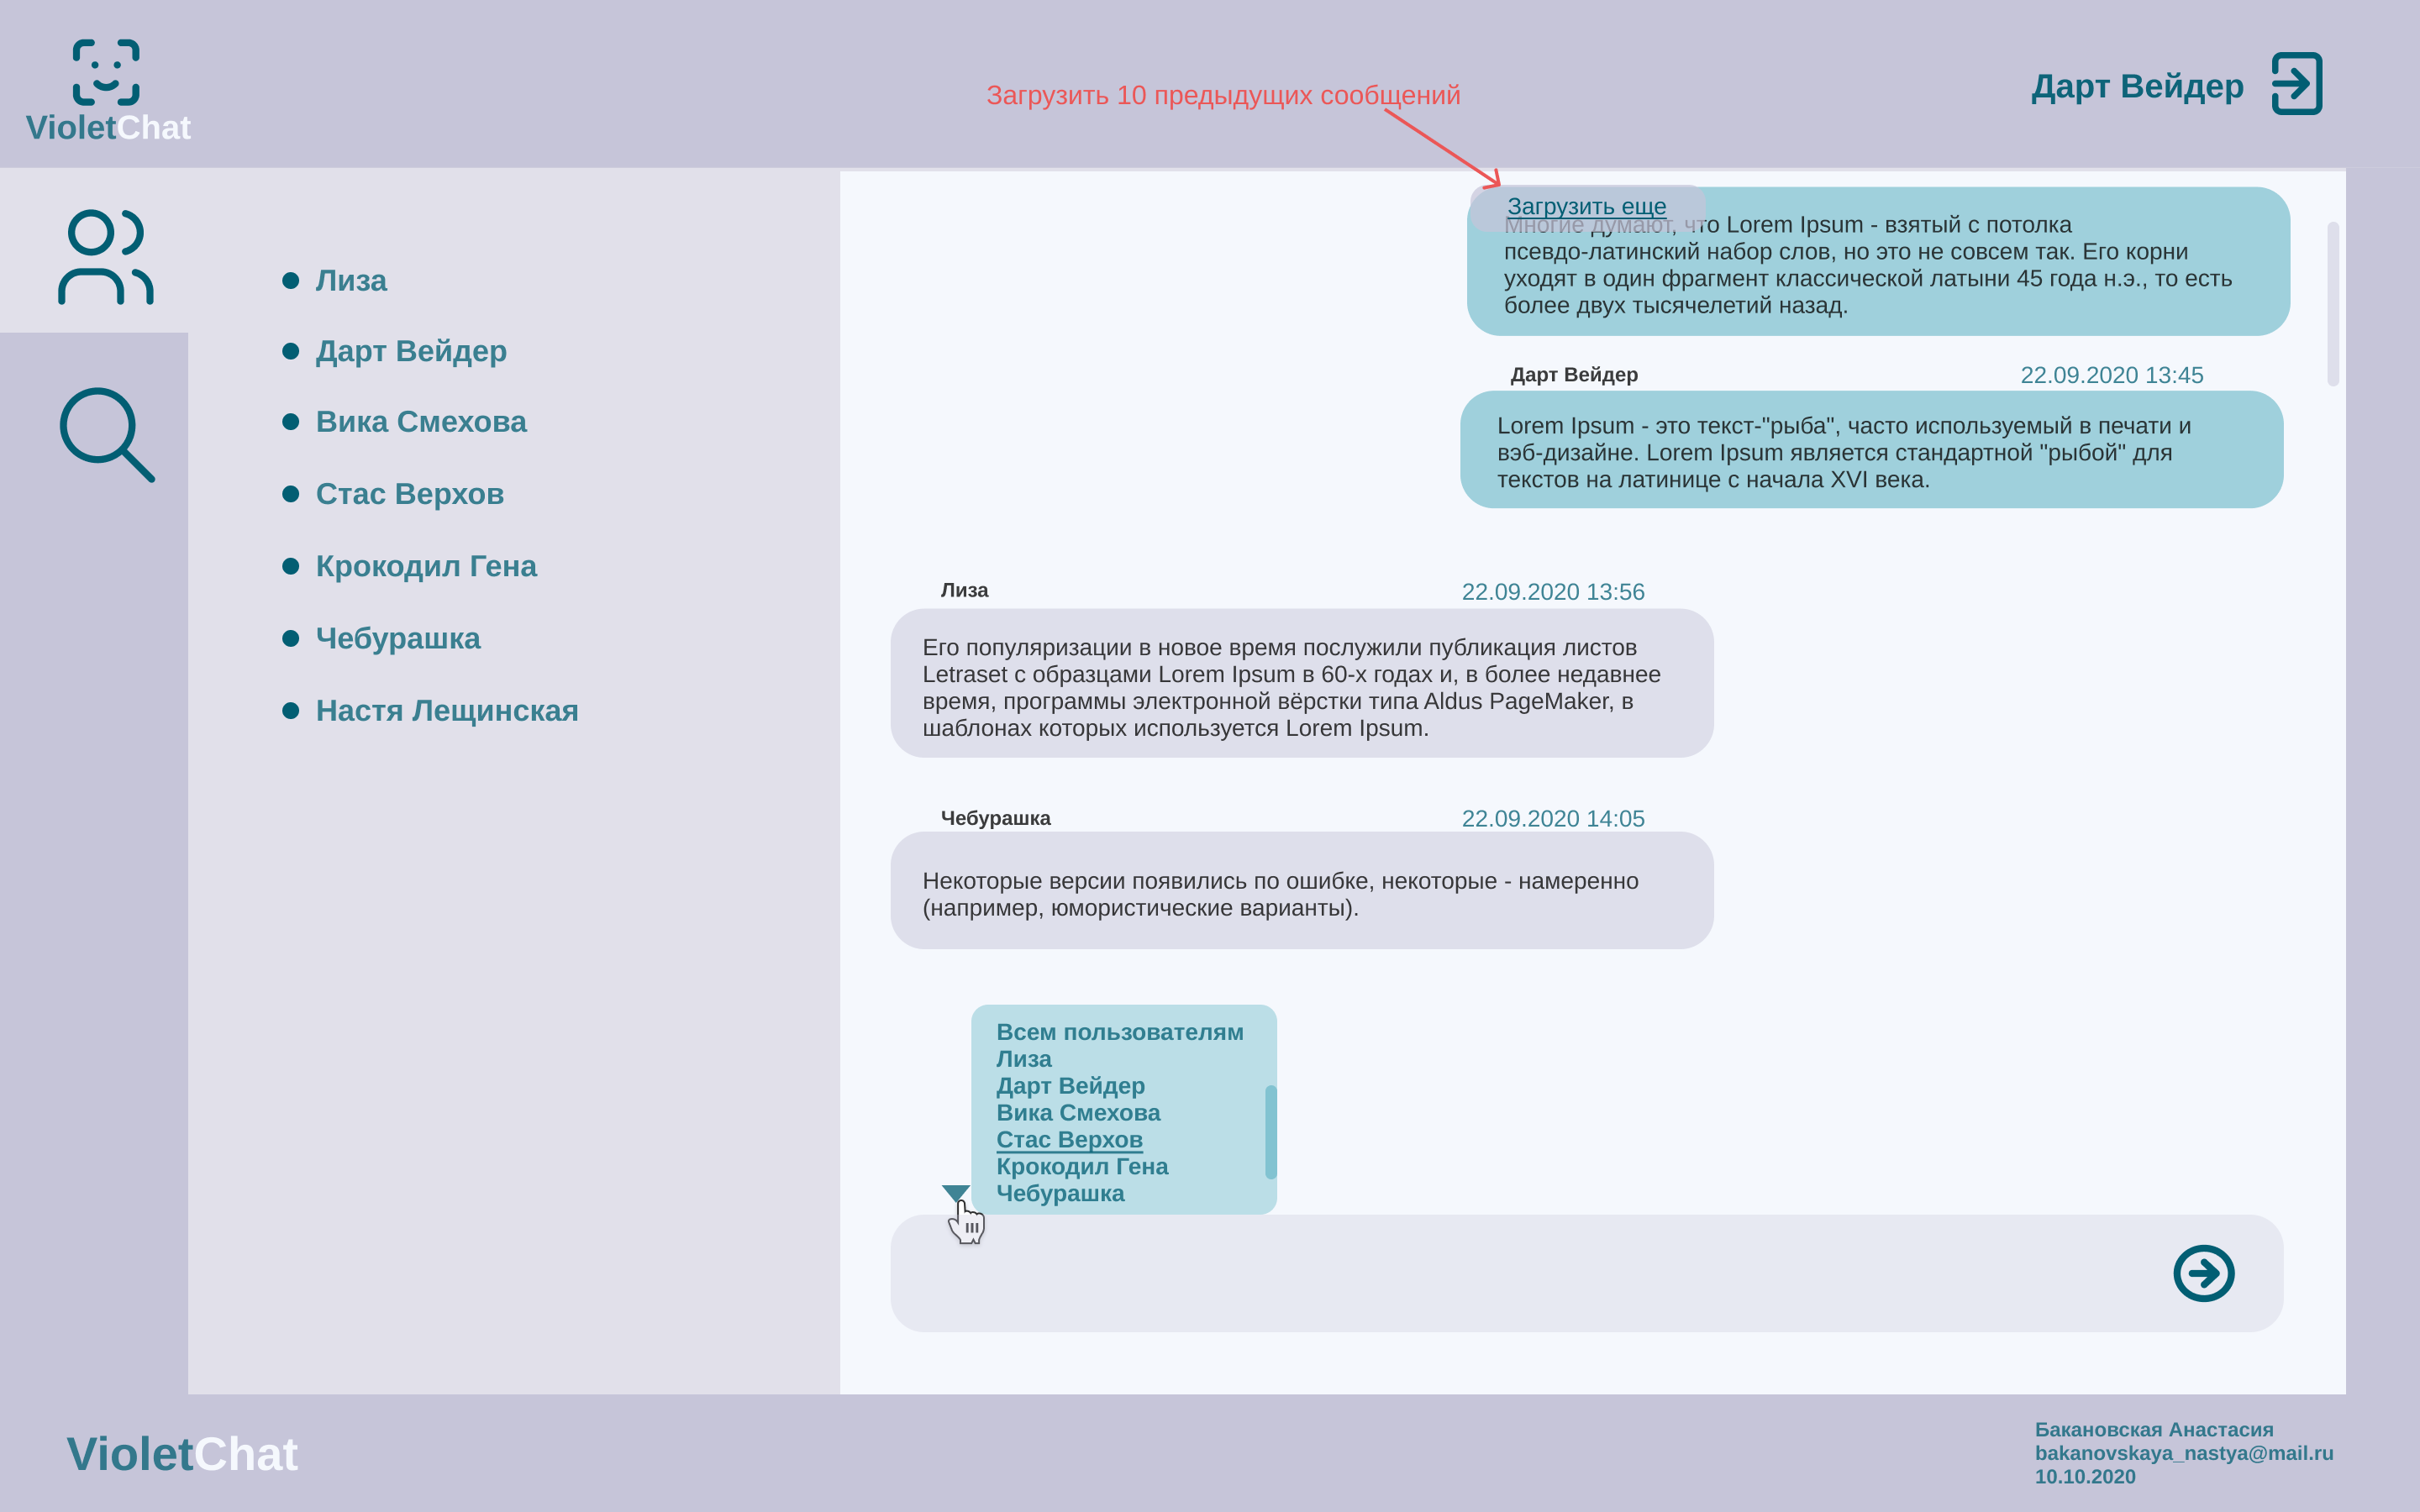 VioletChat
Загрузить 10 предыдущих сообщений
Дарт Вейдер
Лиза
Дарт Вейдер
Вика Смехова
Стас Верхов
Крокодил Гена
Чебурашка
Настя Лещинская
Загрузить еще
Многие думают, что Lorem Ipsum - взятый с потолка
псевдо-латинский набор слов, но это не совсем так. Его корни
уходят в один фрагмент классической латыни 45 года н.э., то есть
более двух тысячелетий назад.
Дарт Вейдер 22.09.2020 13:45
Lorem Ipsum - это текст-"рыба", часто используемый в печати и
вэб-дизайне. Lorem Ipsum является стандартной "рыбой" для
текстов на латинице с начала XVI века.
Лиза 22.09.2020 13:56
Его популяризации в новое время послужили публикация листов
Letraset с образцами Lorem Ipsum в 60-х годах и, в более недавнее
время, программы электронной вёрстки типа Aldus PageMaker, в
шаблонах которых используется Lorem Ipsum.
Чебурашка 22.09.2020 14:05
Некоторые версии появились по ошибке, некоторые - намеренно
(например, юмористические варианты).
Всем пользователям
Лиза
Дарт Вейдер
Вика Смехова
Стас Верхов
Крокодил Гена
Чебурашка
VioletChat
Бакановская Анастасия
bakanovskaya_nastya@mail.ru
10.10.2020